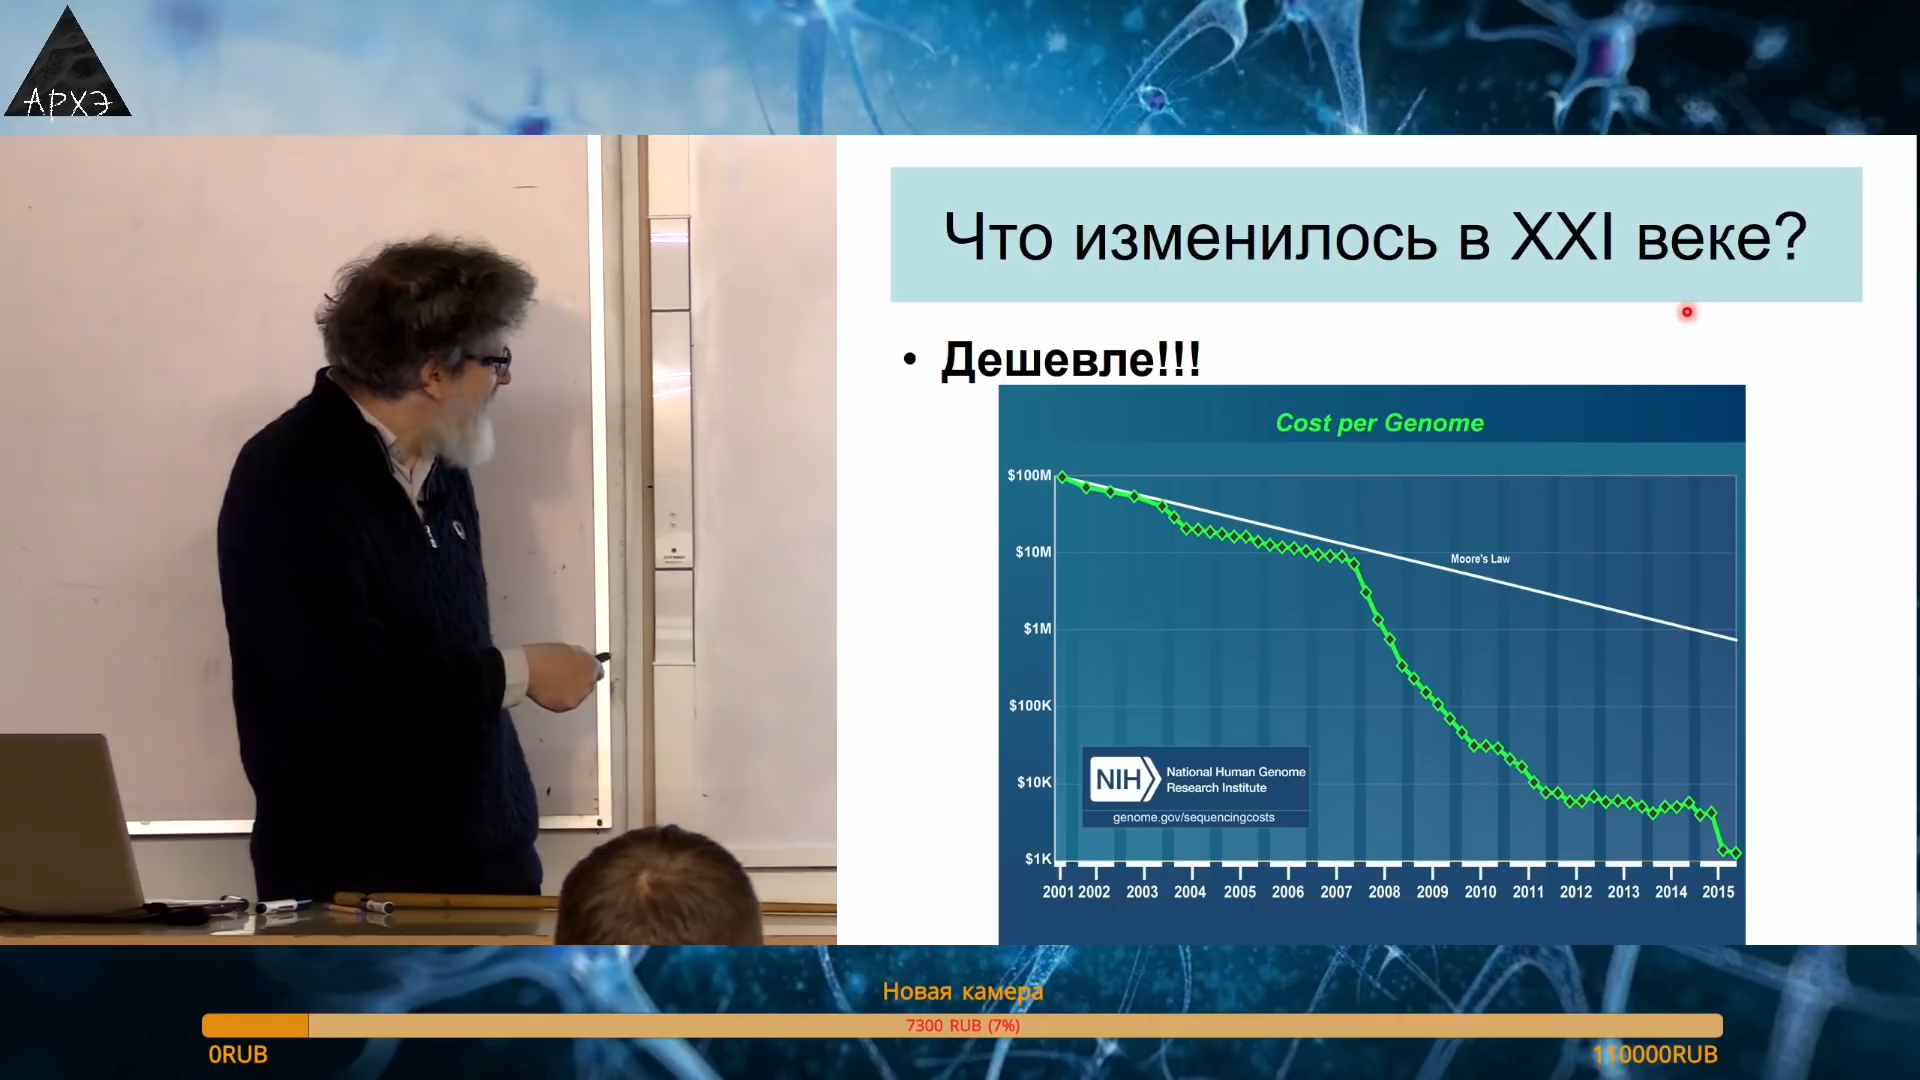 АРХЭ
Что изменилось в XXI веке?
• Дешевле!!!
Cost per Genome
$100M
$10M
$1M
$100K
$10K
$1K
Moore's Law
NIH
National Human Genome
Research Institute
genome.gov/sequencingcosts
2001 2002 2003 2004 2005 2006 2007 2008 2009 2010 2011 2012 2013 2014 2015
Новая камера
7300 RUB (7%)
0RUB
110000RUB